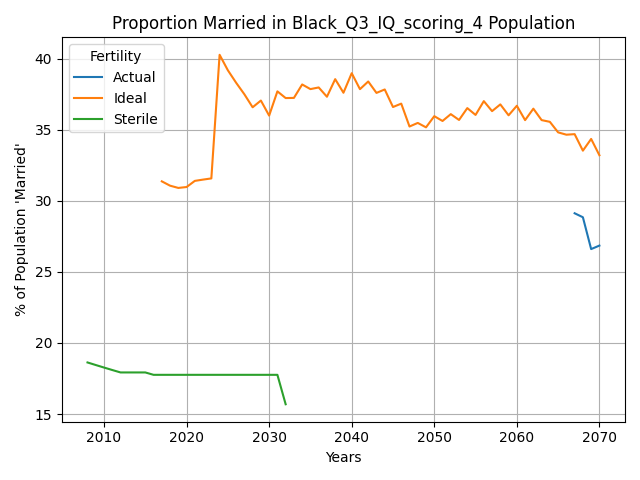 Proportion Married in Black_Q3_IQ_scoring_4 Population
Fertility
Actual
Ideal
Sterile
% of Population 'Married'
40
35
30
25
20
15
2010 2020 2030 2040 2050 2060 2070
Years